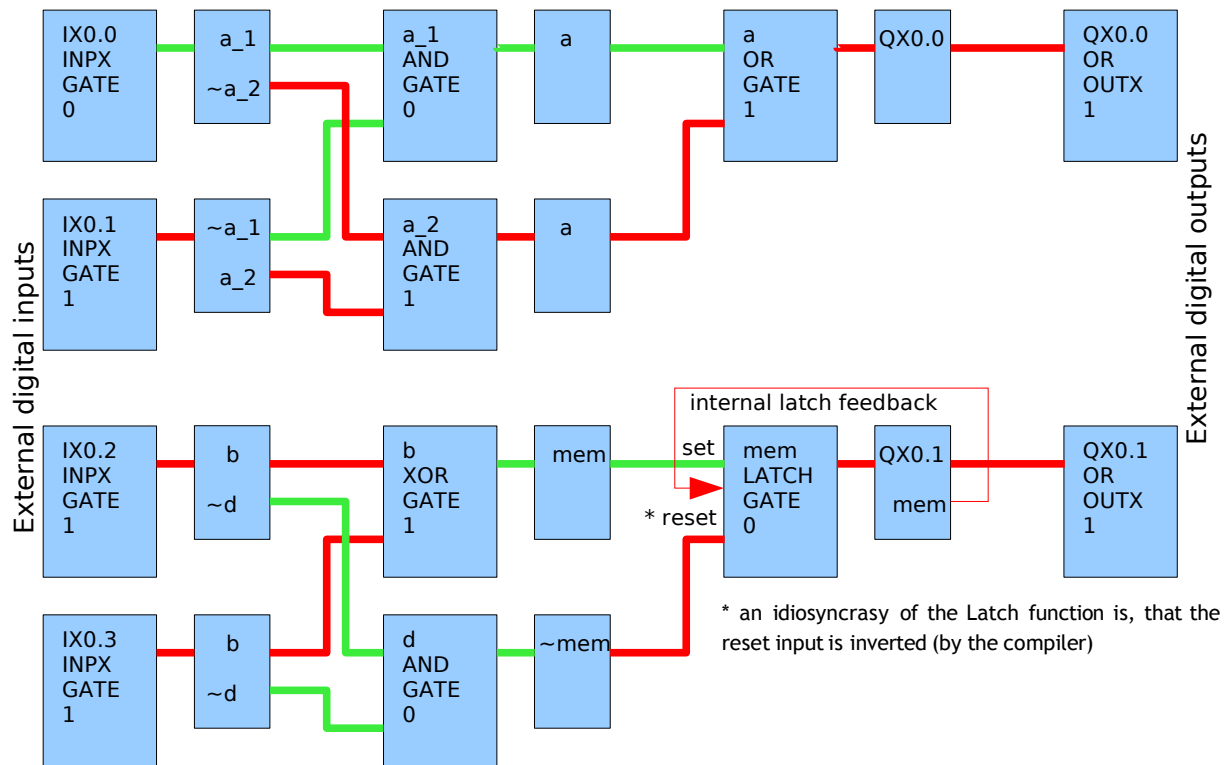 External digital inputs
IX0.0
INPX
GATE
0
a_1
~a_2
a_1
AND
GATE
0
a
a
OR
GATE
1
QX0.0
QX0.0
OR
OUTX
1
IX0.1
INPX
GATE
1
~a_1
a_2
a_2
AND
GATE
1
a
External digital outputs
internal latch feedback
IX0.2
INPX
GATE
1
b
~d
b
XOR
GATE
1
mem
set
* reset
mem
LATCH
GATE
0
QX0.1
mem
QX0.1
OR
OUTX
1
IX0.3
INPX
GATE
1
b
~d
d
AND
GATE
0
~mem
* an idiosyncrasy of the Latch function is, that the
reset input is inverted (by the compiler)